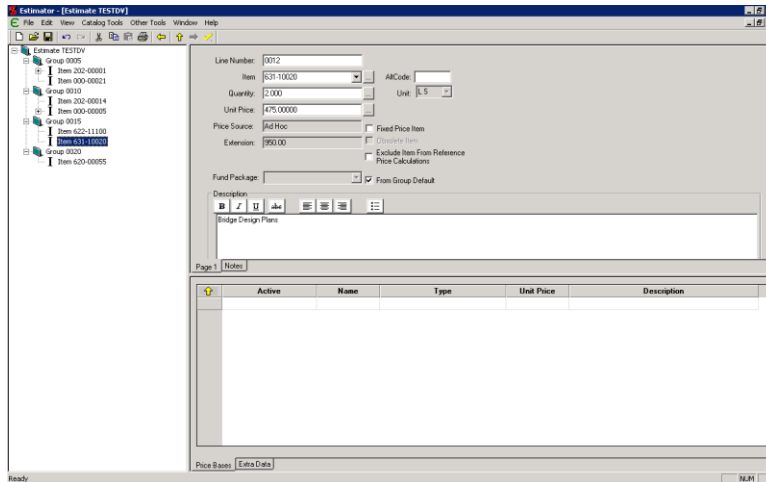 Estimator - [Estimate TESTDV]
File Edit View Catalog Tools Other Tools Window Help
Estimate TESTDV
Group 0005
Item 202-00001
Item 000-00021
Group 0010
Item 202-00014
Item 000-00005
Group 0015
Item 622-11100
Item 631-10020
Group 0020
Item 620-00055
Line Number: 0012
Item 631-10020 ... AltCode:
Quantity: 2.000 ... Unit: L S
Unit Price: 475.00000 ...
Price Source: Ad Hoc Fixed Price Item
Extension: 950.00 Obsolete Item
Exclude Item From Reference
Price Calculations
Fund Package: From Group Default
Description
B I U abc
Bridge Design Plans
Page 1 Notes
Active Name Type Unit Price Description
Price Bases Extra Data
Ready NUM